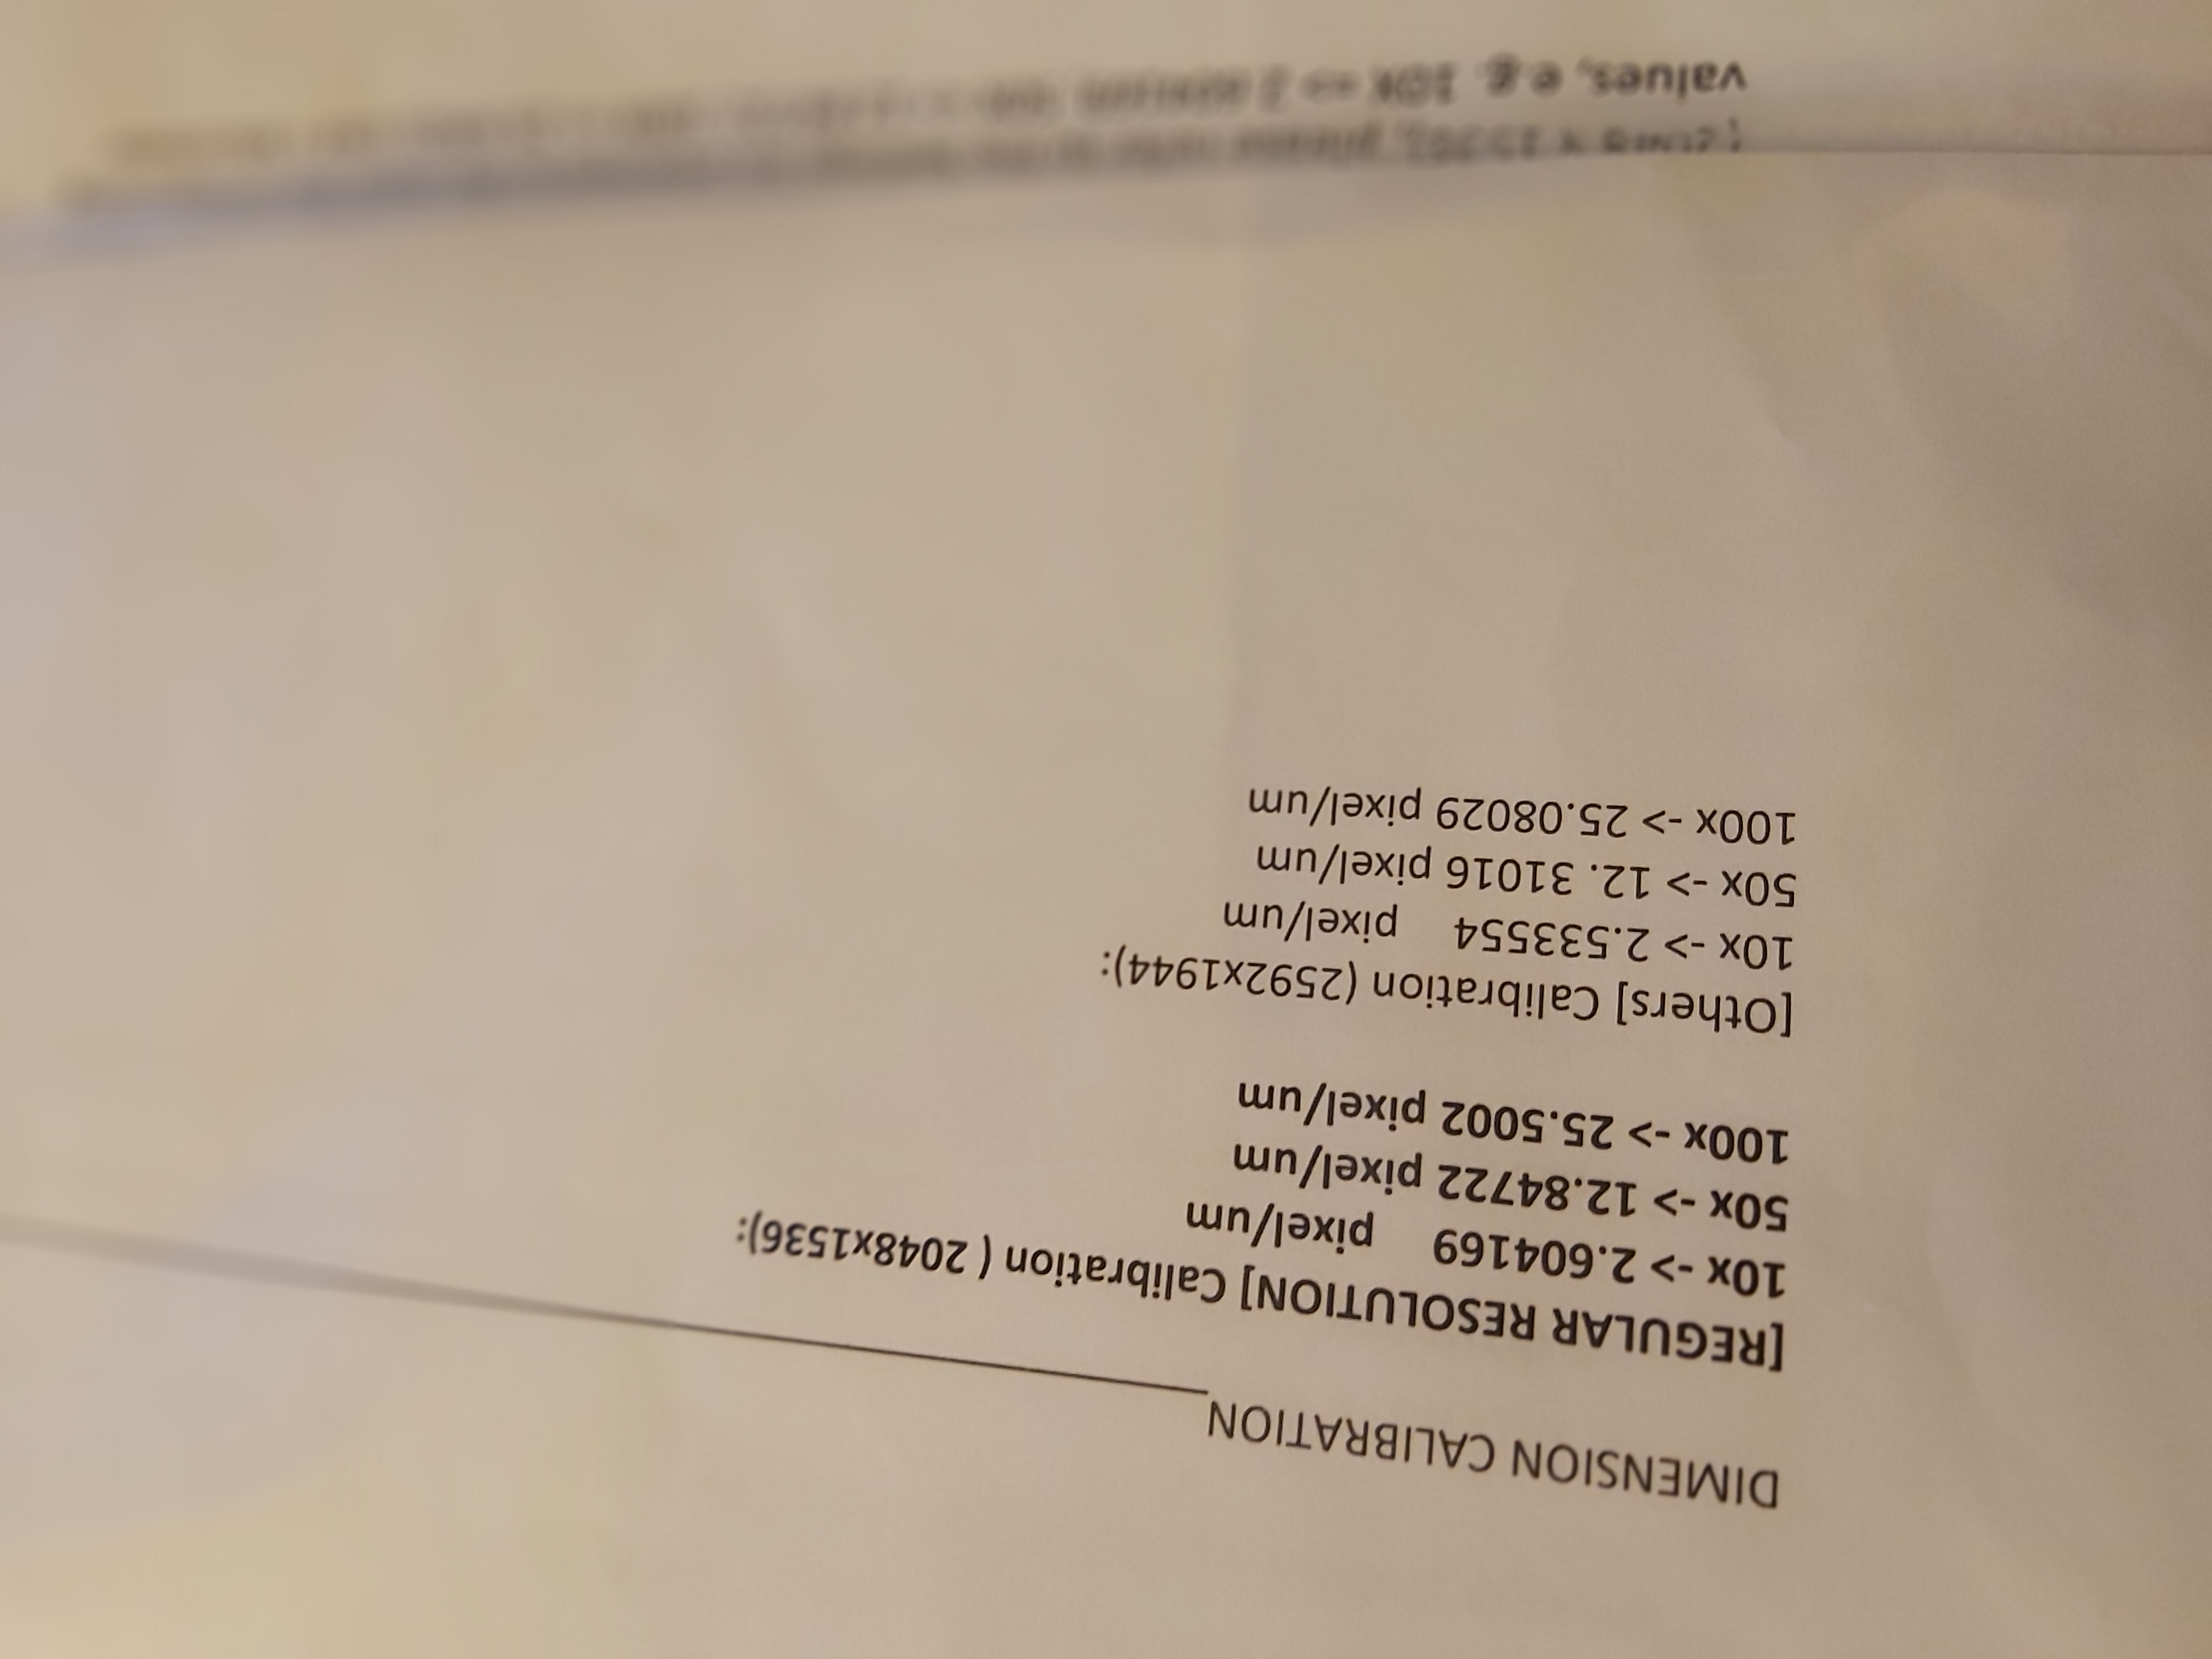 DIMENSION CALIBRATION
[REGULAR RESOLUTION] Calibration ( 2048x1536):
10x -> 2.604169 pixel/um
50x -> 12.84722 pixel/um
100x -> 25.5002 pixel/um
[Others] Calibration (2592x1944):
10x -> 2.533554 pixel/um
50x -> 12. 31016 pixel/um
100x -> 25.08029 pixel/um
values, e.g. 10X =>